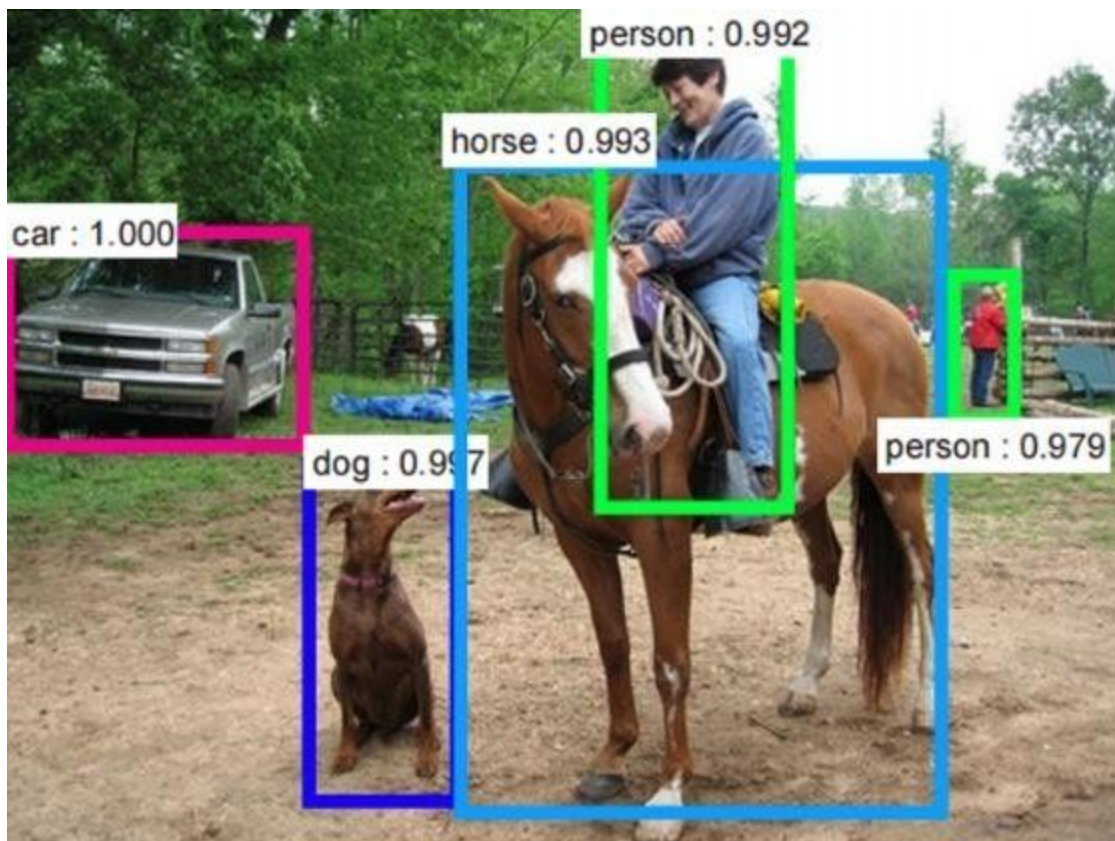 person : 0.992
horse : 0.993
car : 1.000
dog : 0.997
person : 0.979